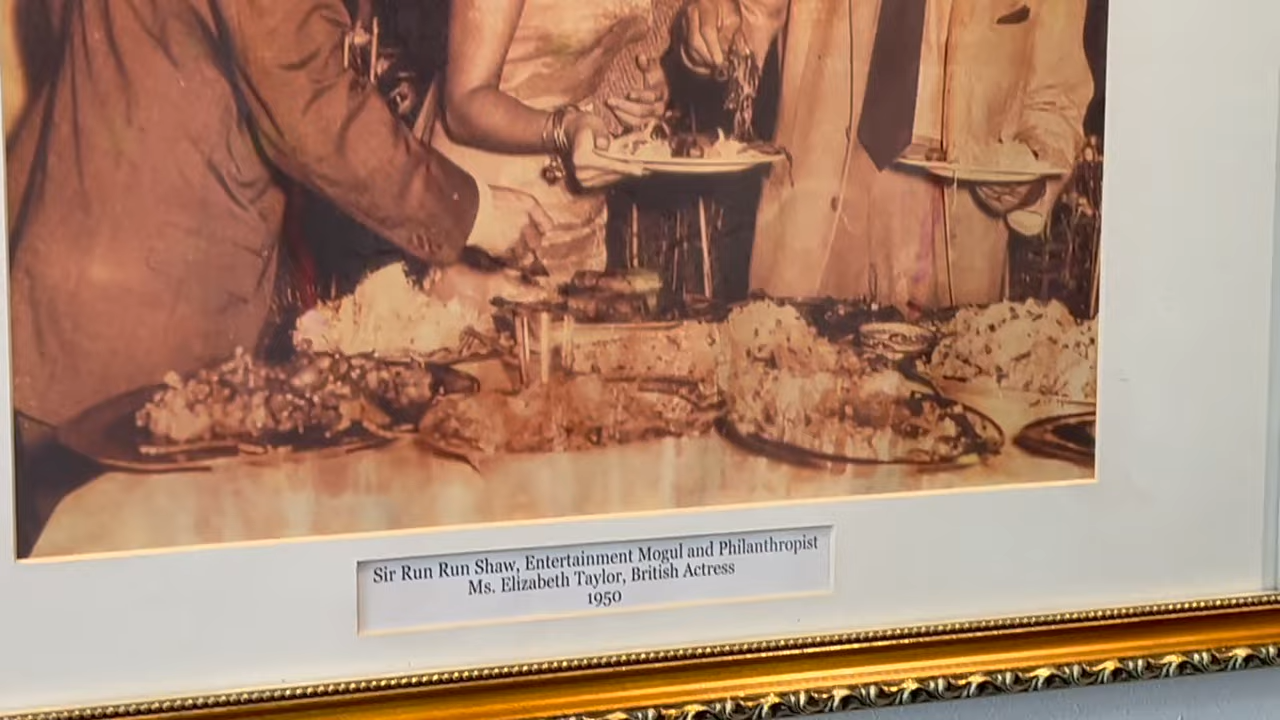 Sir Run Run Shaw, Entertainment Mogul and Philanthropist
Ms. Elizabeth Taylor, British Actress
1950